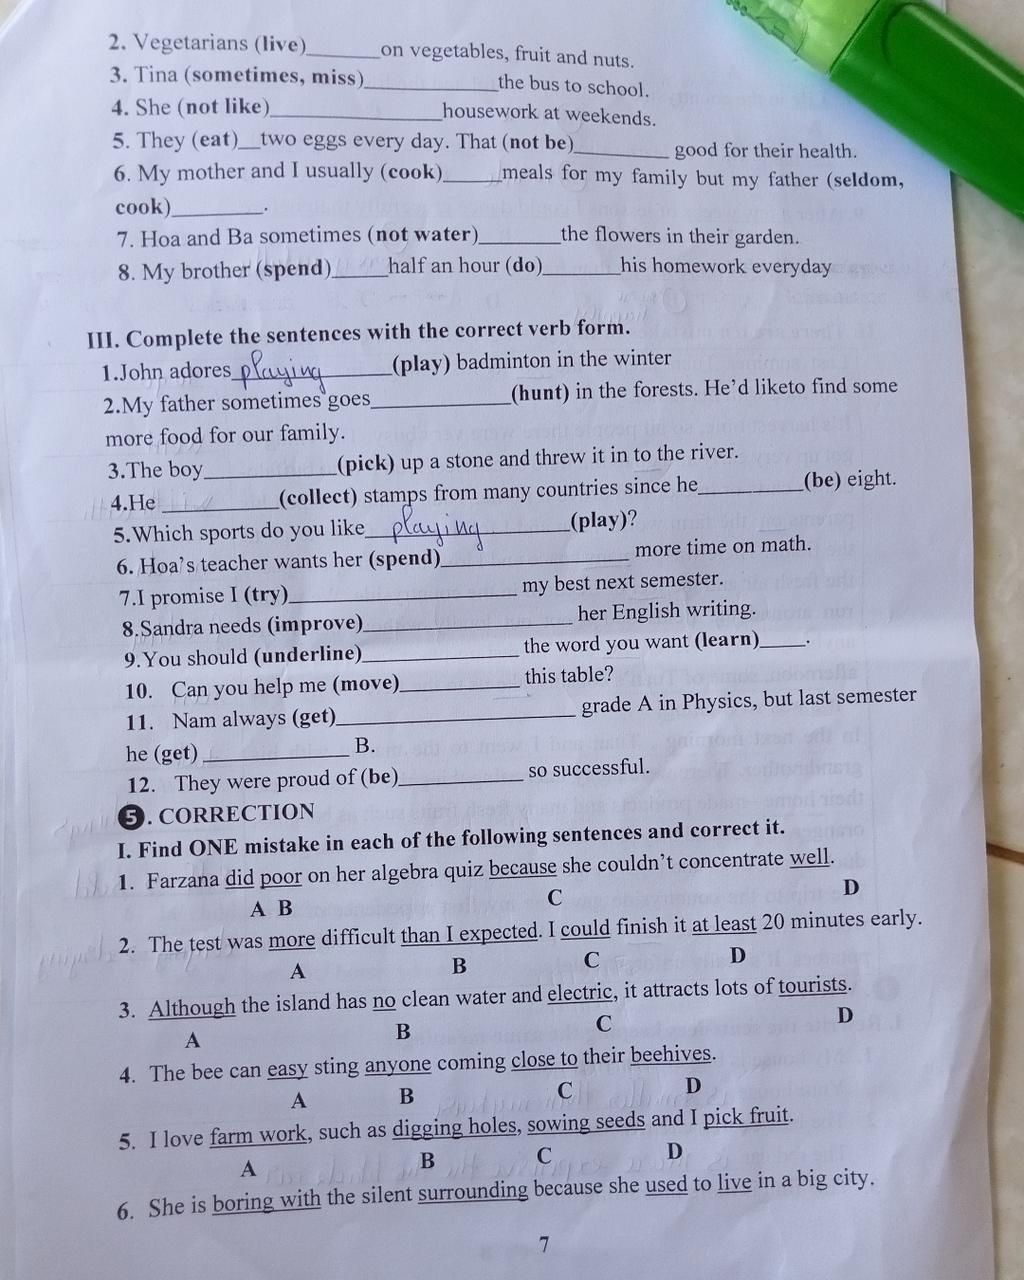 2. Vegetarians (live)_______on vegetables, fruit and nuts.
3. Tina (sometimes, miss)_____________the bus to school.
4. She (not like)_________________housework at weekends.
5. They (eat)__two eggs every day. That (not be)_________ good for their health.
6. My mother and I usually (cook)______meals for my family but my father (seldom,
cook)_________.
7. Hoa and Ba sometimes (not water)________the flowers in their garden.
8. My brother (spend)_____half an hour (do)________his homework everyday
III. Complete the sentences with the correct verb form.
1.John adores playing (play) badminton in the winter
2.My father sometimes goes______________(hunt) in the forests. He'd liketo find some
more food for our family.
3.The boy_____________(pick) up a stone and threw it in to the river.
4.He ____________(collect) stamps from many countries since he__________(be) eight.
5.Which sports do you like playing (play)?
6. Hoa's teacher wants her (spend)___________________ more time on math.
7.I promise I (try)_______________________ my best next semester.
8.Sandra needs (improve)_____________________ her English writing.
9.You should (underline)________________ the word you want (learn)____.
10. Can you help me (move)____________ this table?
11. Nam always (get)________________________ grade A in Physics, but last semester
he (get) _______________ B.
12. They were proud of (be)_____________ so successful.
5. CORRECTION
I. Find ONE mistake in each of the following sentences and correct it.
1. Farzana did poor on her algebra quiz because she couldn't concentrate well.
A B C D
2. The test was more difficult than I expected. I could finish it at least 20 minutes early.
A B C D
3. Although the island has no clean water and electric, it attracts lots of tourists.
A B C D
4. The bee can easy sting anyone coming close to their beehives.
A B C D
5. I love farm work, such as digging holes, sowing seeds and I pick fruit.
A B C D
6. She is boring with the silent surrounding because she used to live in a big city.
7